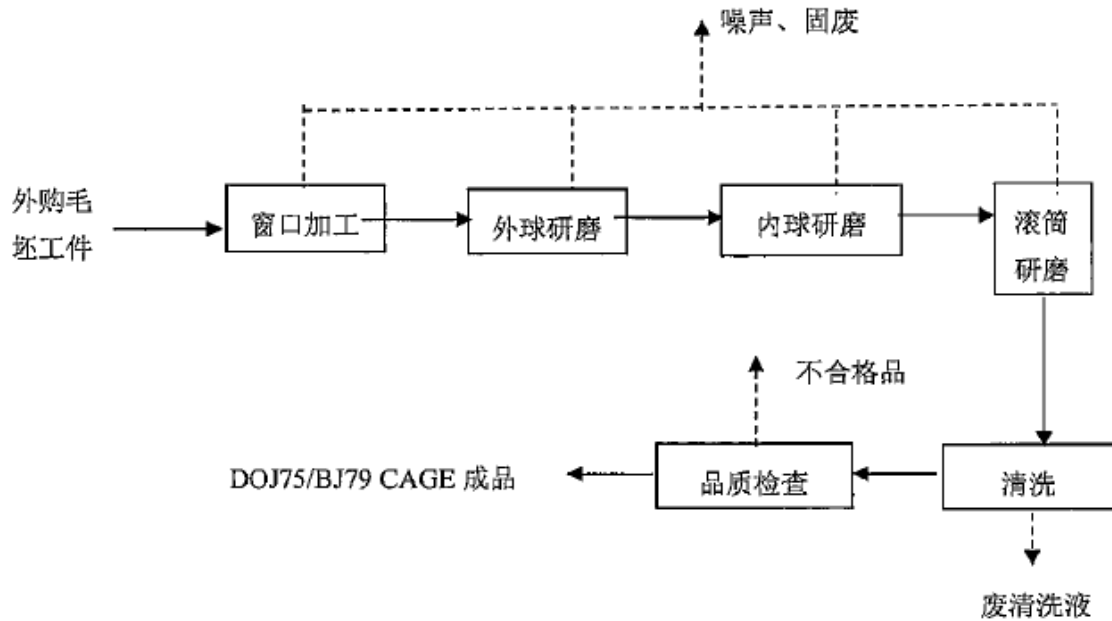 噪声、固废
外购毛
坯工件
窗口加工
外球研磨
内球研磨
滚筒
研磨
不合格品
DOJ75/BJ79 CAGE 成品
品质检查
清洗
废清洗液